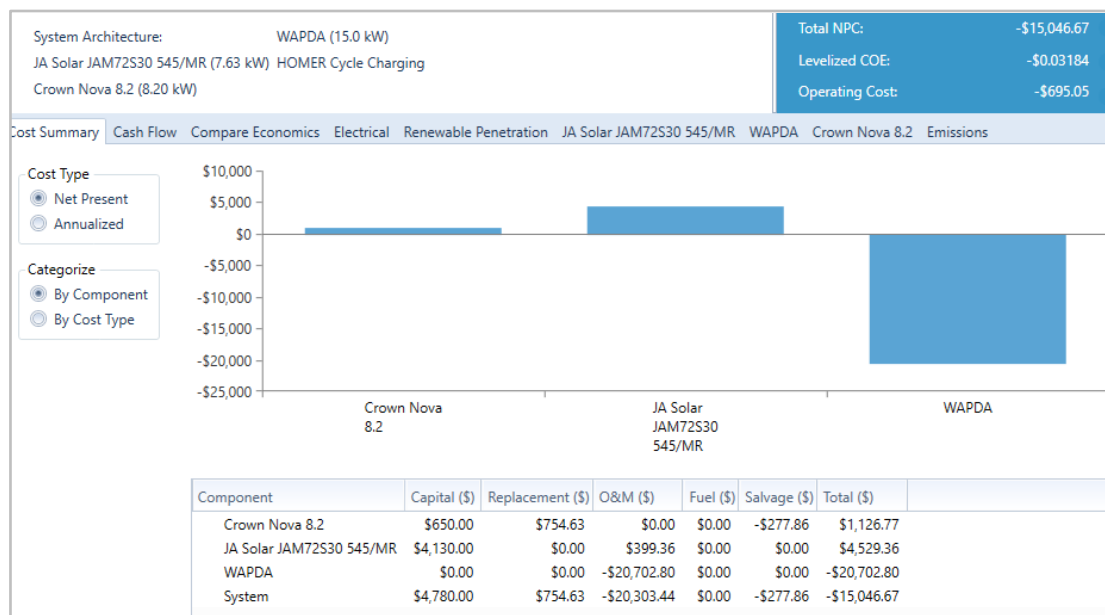 System Architecture: WAPDA (15.0 kW)
JA Solar JAM72S30 545/MR (7.63 kW) HOMER Cycle Charging
Crown Nova 8.2 (8.20 kW)
Total NPC: -$15,046.67
Levelized COE: -$0.03184
Operating Cost: -$695.05
Cost Summary Cash Flow Compare Economics Electrical Renewable Penetration JA Solar JAM72S30 545/MR WAPDA Crown Nova 8.2 Emissions
Cost Type
Net Present
Annualized
Categorize
By Component
By Cost Type
$10,000
$5,000
$0
-$5,000
-$10,000
-$15,000
-$20,000
-$25,000
Crown Nova
8.2
JA Solar
JAM72S30
545/MR
WAPDA
Component Capital ($) Replacement ($) O&M ($) Fuel ($) Salvage ($) Total ($)
Crown Nova 8.2 $650.00 $754.63 $0.00 $0.00 -$277.86 $1,126.77
JA Solar JAM72S30 545/MR $4,130.00 $0.00 $399.36 $0.00 $0.00 $4,529.36
WAPDA $0.00 $0.00 -$20,702.80 $0.00 $0.00 -$20,702.80
System $4,780.00 $754.63 -$20,303.44 $0.00 -$277.86 -$15,046.67